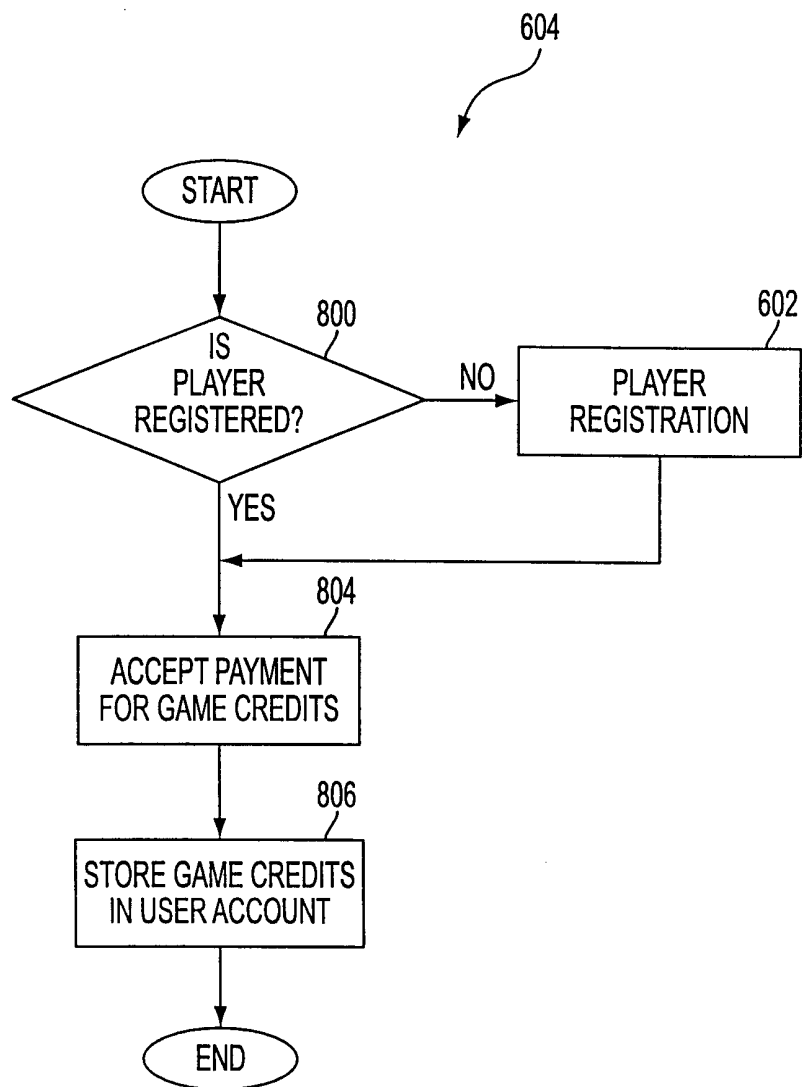 604
START
800
IS
PLAYER
REGISTERED?
NO
602
PLAYER
REGISTRATION
YES
804
ACCEPT PAYMENT
FOR GAME CREDITS
806
STORE GAME CREDITS
IN USER ACCOUNT
END